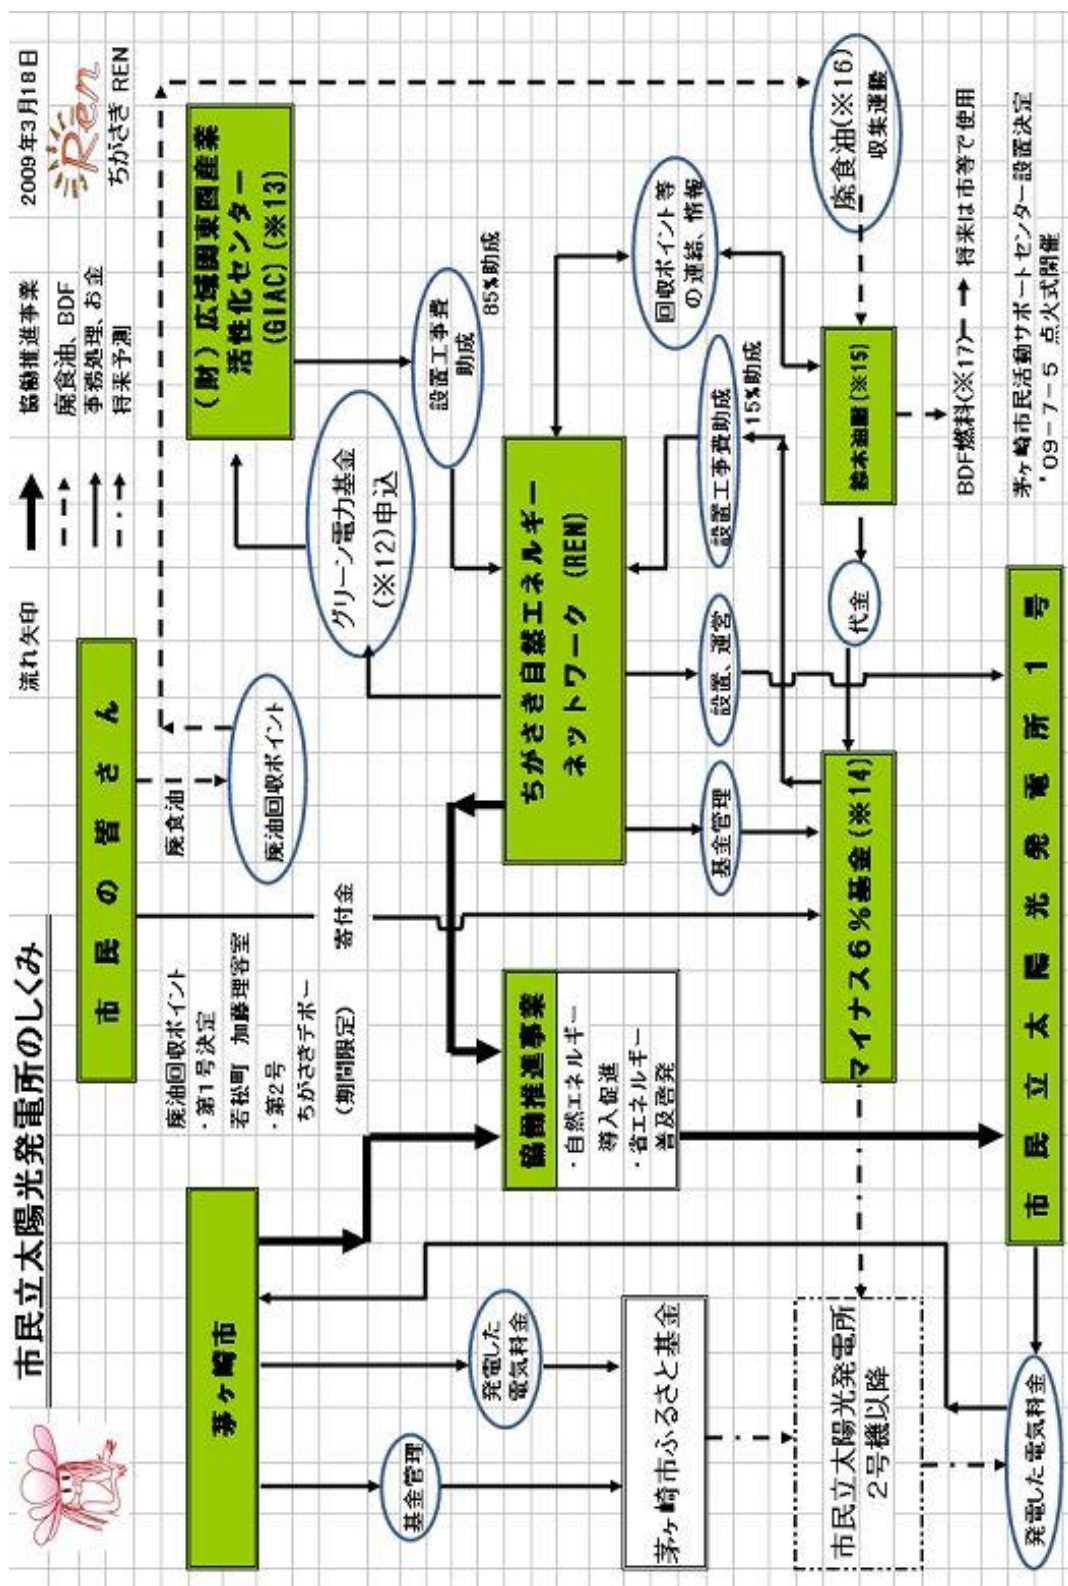 市民立太陽光発電所のしくみ
2009年3月18日
Ren
ちがさき REN
流れ矢印
協働推進事業
廃食油、BDF
事務処理、お金
将来予測
茅ヶ崎市
市民の皆さん
(財)広域関東圏産業
活性化センター
(GIAC)(※13)
廃油回収ポイント
・第1号決定
若松町 加藤理容室
・第2号
ちがさきデポー
(期間限定)
廃食油
廃油回収ポイント
寄付金
グリーン電力基金
(※12)申込
設置工事費
助成
85%助成
基金管理
発電した
電気料金
協働推進事業
・自然エネルギー
導入促進
・省エネルギー
普及啓発
ちがさき自然エネルギー
ネットワーク (REN)
回収ポイント等
の連結、情報
基金管理
設置、運営
設置工事費助成
15%助成
茅ヶ崎市ふるさと基金
市民立太陽光発電所
2号機以降
マイナス6%基金(※14)
代金
鈴木油脂(※15)
廃食油(※16)
収集運搬
BDF燃料(※17)
将来は市等で使用
発電した電気料金
市民立太陽光発電所1号
茅ヶ崎市民活動サポートセンター設置決定
'09-7-5 点火式開催